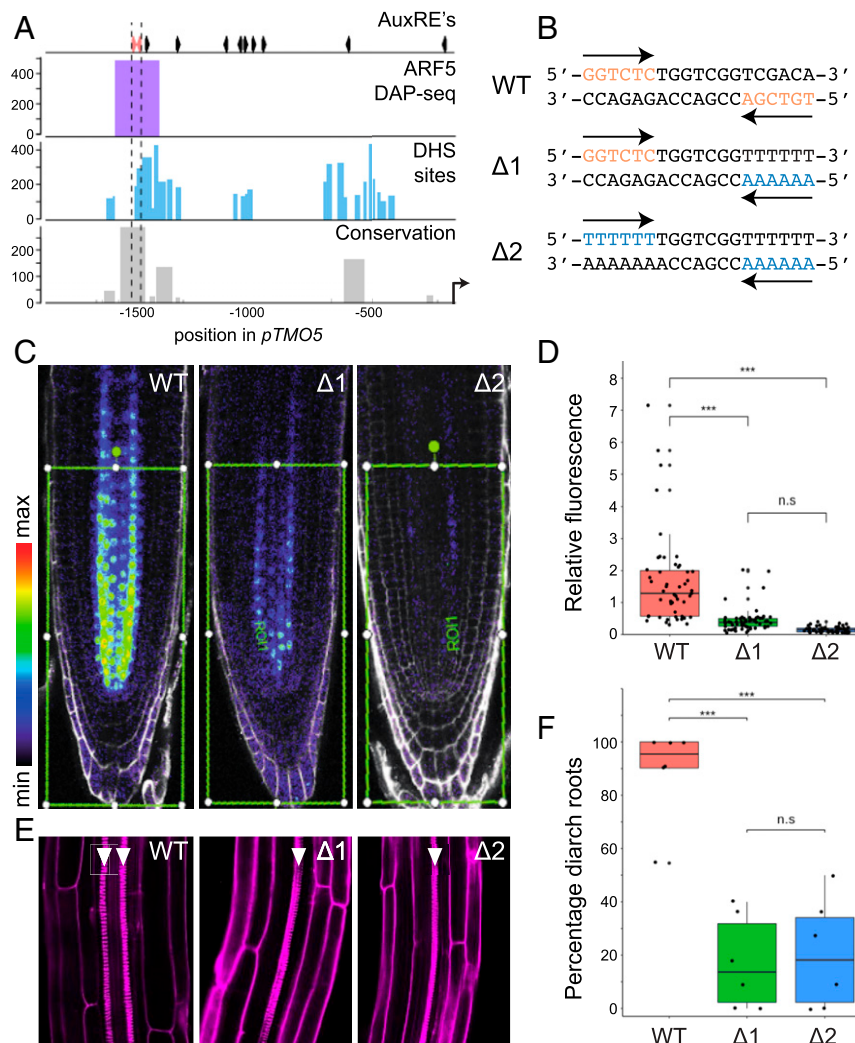 A
AuxRE's
400
200
0
ARF5
DAP-seq
400
200
0
DHS
sites
200
100
0
Conservation
-1500
-1000
-500
position in pTMO5
B
WT
5′-GGTCTCTGGTCGGTCGACA-3′
3′-CCAGAGACCAGCCAGCTGT-5′
Δ1
5′-GGTCTCTGGTCGGTTTTTT-3′
3′-CCAGAGACCAGCCAAAAAA-5′
Δ2
5′-TTTTTTTGGTCGGTTTTTT-3′
3′-AAAAAAACCAGCCAAAAAA-5′
C
max
min
WT
Δ1
Δ2
ROI1
ROI1
D
Relative fluorescence
8
7
6
5
4
3
2
1
0
***
***
n.s
WT
Δ1
Δ2
E
WT
Δ1
Δ2
F
Percentage diarch roots
100
80
60
40
20
0
***
***
n.s
WT
Δ1
Δ2